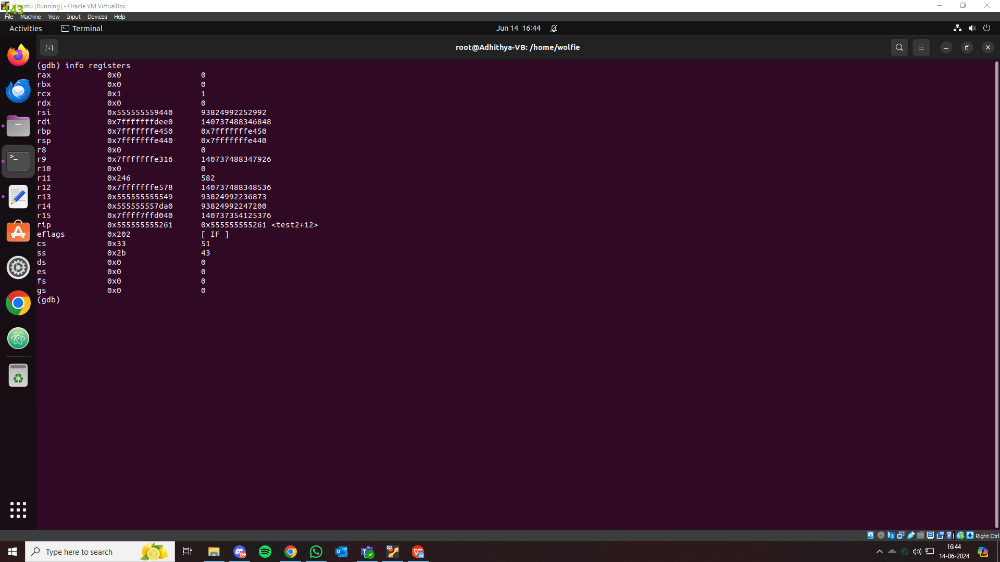 143
Ubuntu [Running] - Oracle VM VirtualBox
File Machine View Input Devices Help
Activities Terminal Jun 14 16:44
root@Adhithya-VB: /home/wolfie
(gdb) info registers
rax 0x0 0
rbx 0x0 0
rcx 0x1 1
rdx 0x0 0
rsi 0x555555559440 93824992252992
rdi 0x7fffffffdee0 140737488346848
rbp 0x7fffffffe450 0x7fffffffe450
rsp 0x7fffffffe440 0x7fffffffe440
r8 0x0 0
r9 0x7fffffffe316 140737488347926
r10 0x0 0
r11 0x246 582
r12 0x7fffffffe578 140737488348536
r13 0x555555555549 93824992236873
r14 0x555555557da0 93824992247200
r15 0x7ffff7ffd040 140737354125376
rip 0x555555555261 0x555555555261 <test2+12>
eflags 0x202 [ IF ]
cs 0x33 51
ss 0x2b 43
ds 0x0 0
es 0x0 0
fs 0x0 0
gs 0x0 0
(gdb)
Right Ctrl
Type here to search
9+
16:44
14-06-2024
PRE